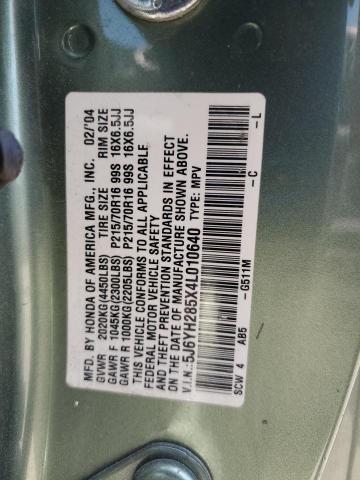 MFD. BY HONDA OF AMERICA MFG., INC. 02/'04
GVWR 2020KG(4450LBS) TIRE SIZE RIM SIZE
GAWR F 1045KG(2300LBS) P215/70R16 99S 16X6.5JJ
GAWR R 1000KG(2205LBS) P215/70R16 99S 16X6.5JJ
THIS VEHICLE CONFORMS TO ALL APPLICABLE
FEDERAL MOTOR VEHICLE SAFETY
AND THEFT PREVENTION STANDARDS IN EFFECT
ON THE DATE OF MANUFACTURE SHOWN ABOVE.
V.I.N.:5J6YH285X4L010640 TYPE: MPV
SCW 4 AB5 -G511M -C -L